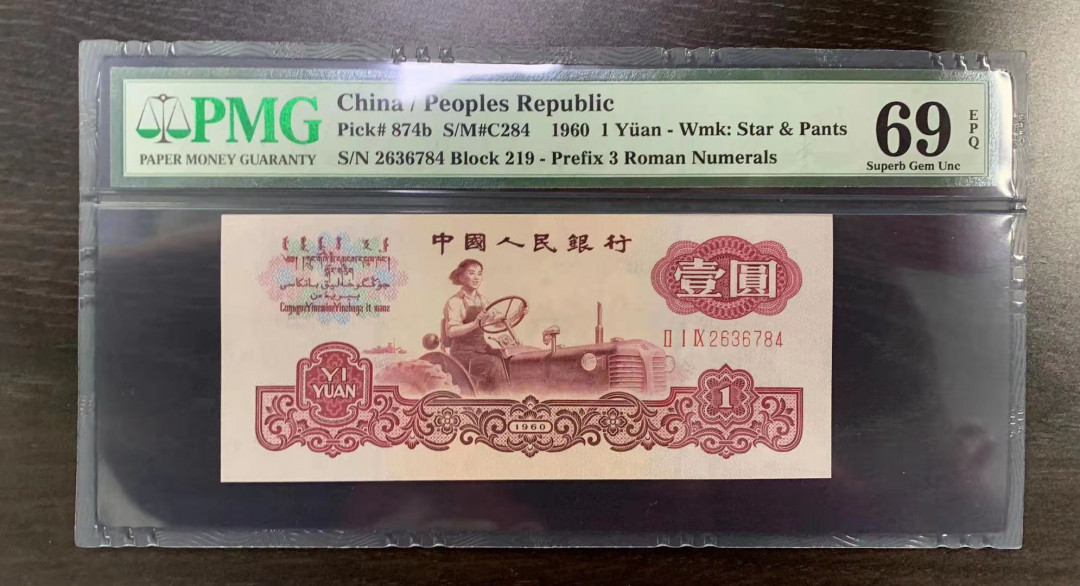 PMG
PAPER MONEY GUARANTY
China / Peoples Republic
Pick# 874b S/M#C284 1960 1 Yüan - Wmk: Star & Pants
S/N 2636784 Block 219 - Prefix 3 Roman Numerals
69
EPQ
Superb Gem Unc
中國人民銀行
壹圓
II I IX 2636784
YI
YUAN
1
1960